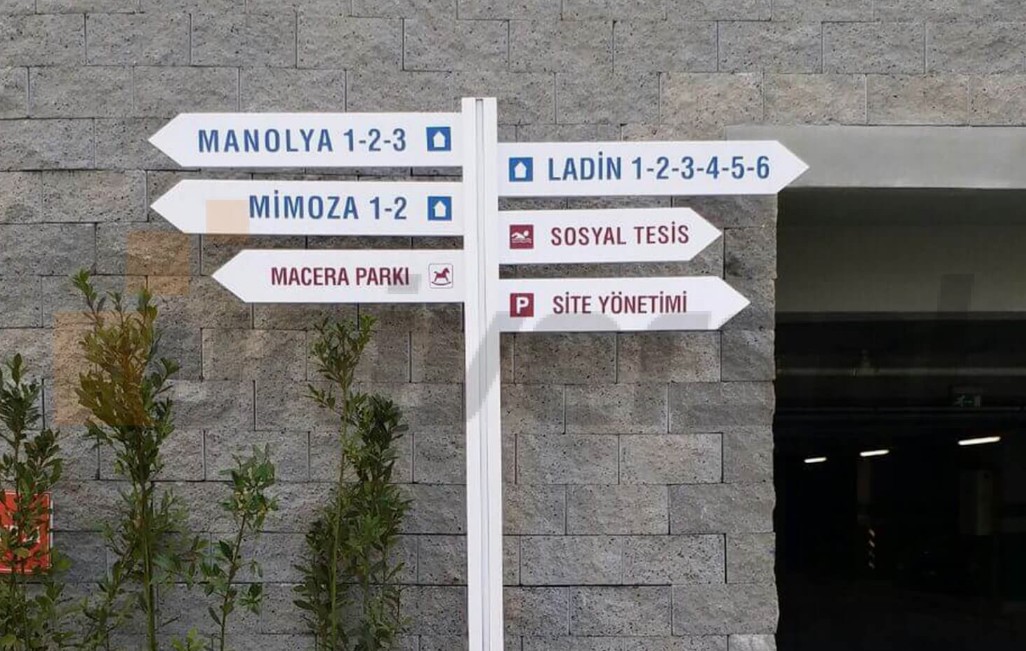 MANOLYA 1-2-3
MİMOZA 1-2
MACERA PARKI
LADİN 1-2-3-4-5-6
SOSYAL TESİS
P SİTE YÖNETİMİ